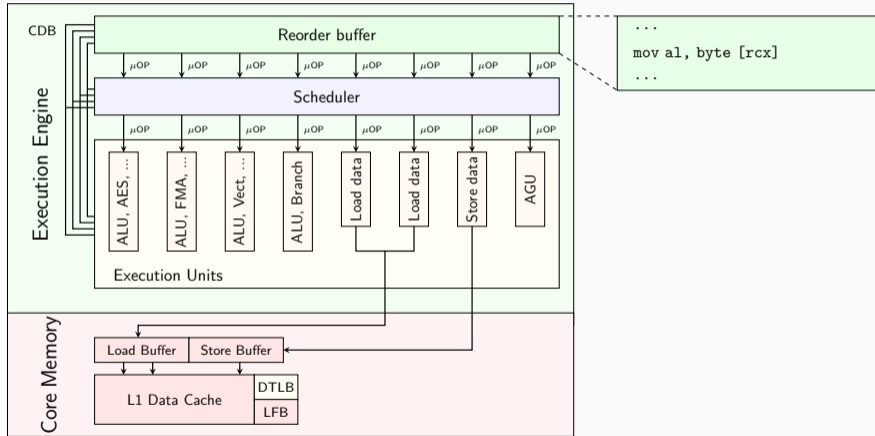 CDB
Reorder buffer
...
mov al, byte [rcx]
...
μOP μOP μOP μOP μOP μOP μOP μOP
Scheduler
μOP μOP μOP μOP μOP μOP μOP μOP
Execution Engine
ALU, AES, ...
ALU, FMA, ...
ALU, Vect, ...
ALU, Branch
Load data
Load data
Store data
AGU
Execution Units
Core Memory
Load Buffer
Store Buffer
L1 Data Cache
DTLB
LFB